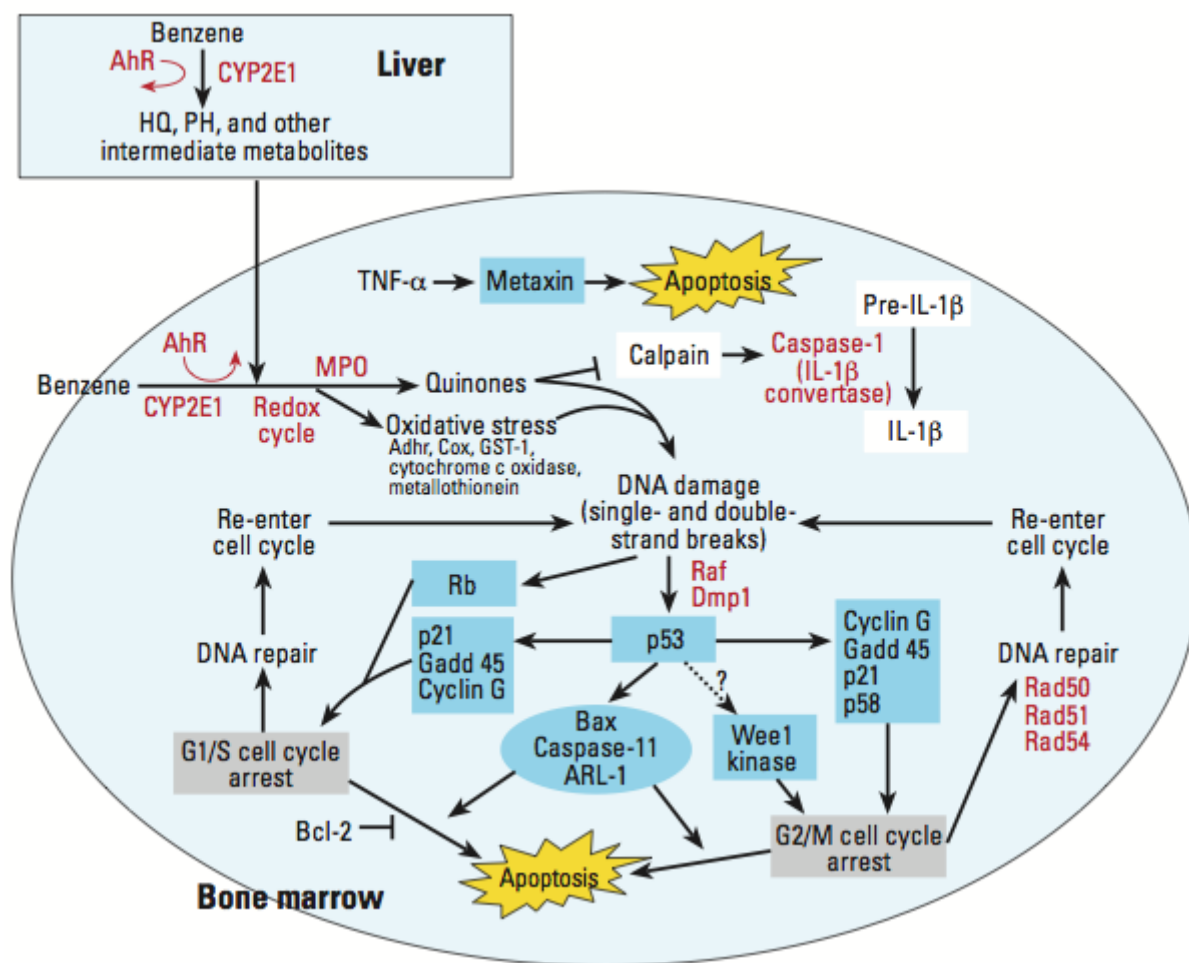 Benzene
AhR
CYP2E1
Liver
HQ, PH, and other
intermediate metabolites
TNF-α
Metaxin
Apoptosis
Pre-IL-1β
Calpain
Caspase-1
(IL-1β
convertase)
IL-1β
AhR
MPO
Benzene
Quinones
CYP2E1
Redox
cycle
Oxidative stress
Adhr, Cox, GST-1,
cytochrome c oxidase,
metallothionein
DNA damage
(single- and double-
strand breaks)
Re-enter
cell cycle
Re-enter
cell cycle
Rb
Raf
Dmp1
p21
Gadd 45
Cyclin G
p53
Cyclin G
Gadd 45
p21
p58
DNA repair
DNA repair
Rad50
Rad51
Rad54
?
Bax
Caspase-11
ARL-1
Wee1
kinase
G1/S cell cycle
arrest
Bcl-2
G2/M cell cycle
arrest
Apoptosis
Bone marrow